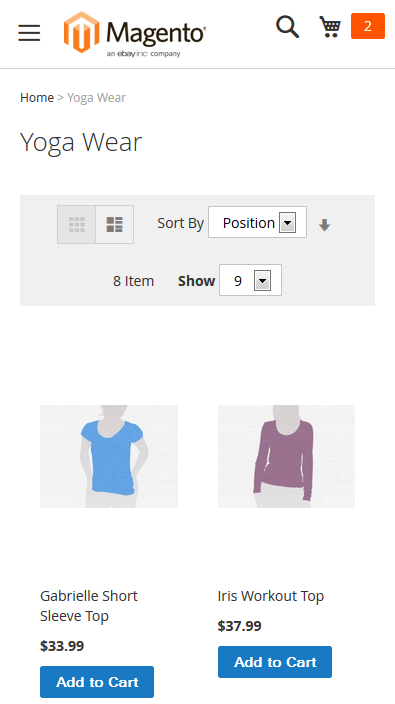 Magento®
an ebay inc company
2
Home > Yoga Wear
Yoga Wear
Sort By Position
8 Item Show 9
Gabrielle Short
Sleeve Top
$33.99
Add to Cart
Iris Workout Top
$37.99
Add to Cart